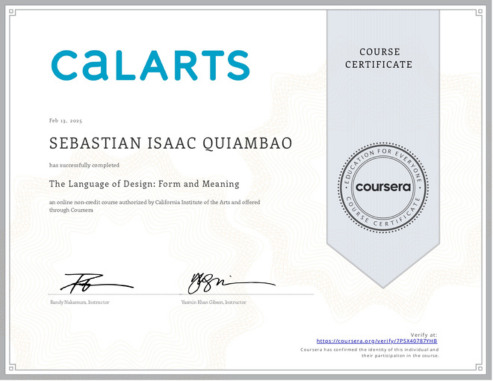 CALARTS
COURSE
CERTIFICATE
Feb 13, 2025
SEBASTIAN ISAAC QUIAMBAO
has successfully completed
The Language of Design: Form and Meaning
an online non-credit course authorized by California Institute of the Arts and offered
through Coursera
EDUCATION FOR EVERYONE
coursera
COURSE CERTIFICATE
Randy Nakamura, Instructor
Yasmin Khan Gibson, Instructor
Verify at:
https://coursera.org/verify/
Coursera has confirmed the identity of this individual and
their participation in the course.